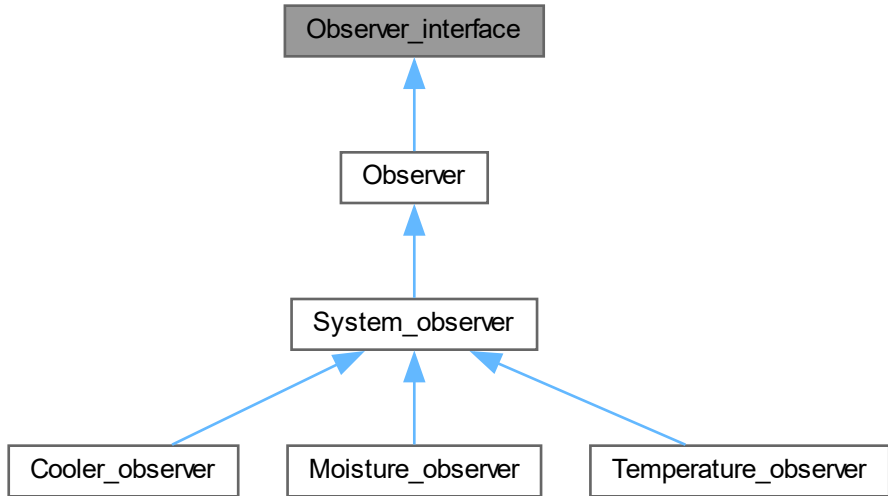 Observer_interface
Observer
System_observer
Cooler_observer
Moisture_observer
Temperature_observer